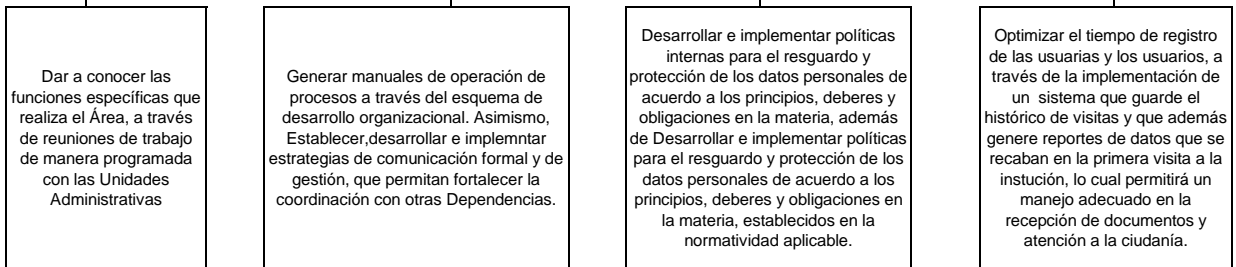 Dar a conocer las
funciones específicas que
realiza el Área, a través
de reuniones de trabajo
de manera programada
con las Unidades
Administrativas
Generar manuales de operación de
procesos a través del esquema de
desarrollo organizacional. Asimismo,
Establecer,desarrollar e implemntar
estrategias de comunicación formal y de
gestión, que permitan fortalecer la
coordinación con otras Dependencias.
Desarrollar e implementar políticas
internas para el resguardo y
protección de los datos personales de
acuerdo a los principios, deberes y
obligaciones en la materia, además
de Desarrollar e implementar políticas
para el resguardo y protección de los
datos personales de acuerdo a los
principios, deberes y obligaciones en
la materia, establecidos en la
normatividad aplicable.
Optimizar el tiempo de registro
de las usuarias y los usuarios, a
través de la implementación de
un  sistema que guarde el
histórico de visitas y que además
genere reportes de datos que se
recaban en la primera visita a la
instución, lo cual permitirá un
manejo adecuado en la
recepción de documentos y
atención a la ciudanía.